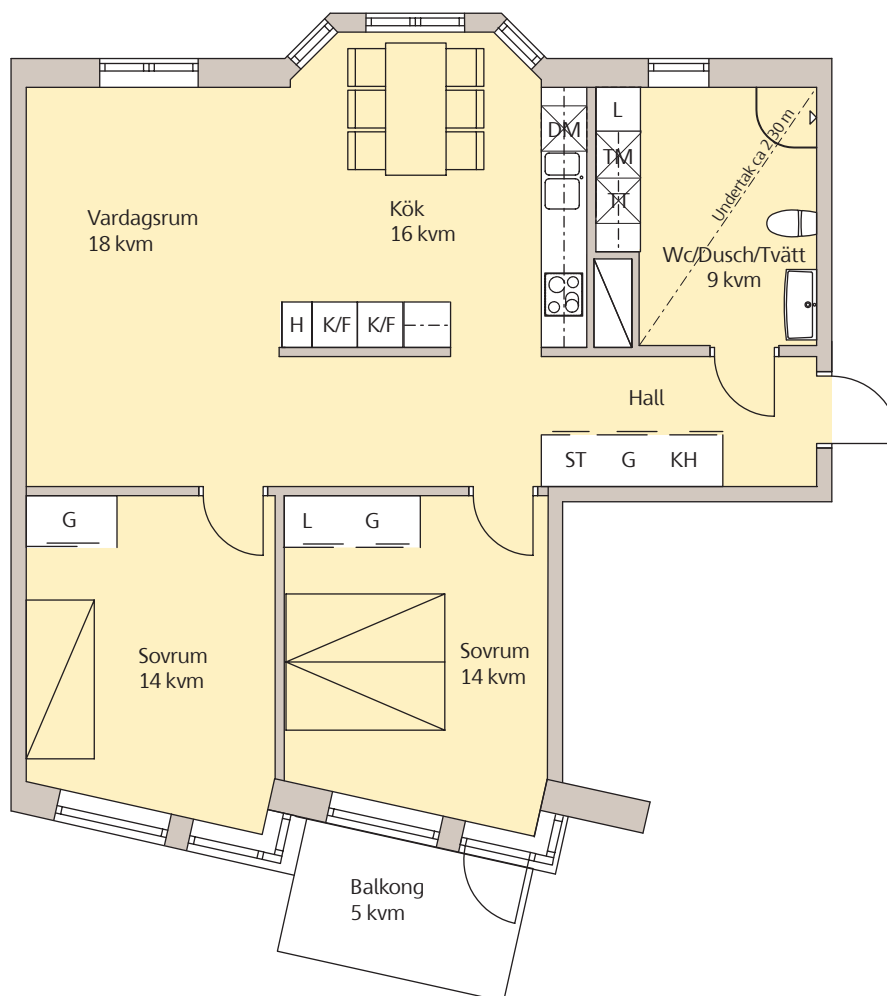 L
DM
TM
TT
Undertak ca 2,30 m
Vardagsrum
18 kvm
Kök
16 kvm
Wc/Dusch/Tvätt
9 kvm
H
K/F
K/F
Hall
ST
G
KH
G
L
G
Sovrum
14 kvm
Sovrum
14 kvm
Balkong
5 kvm